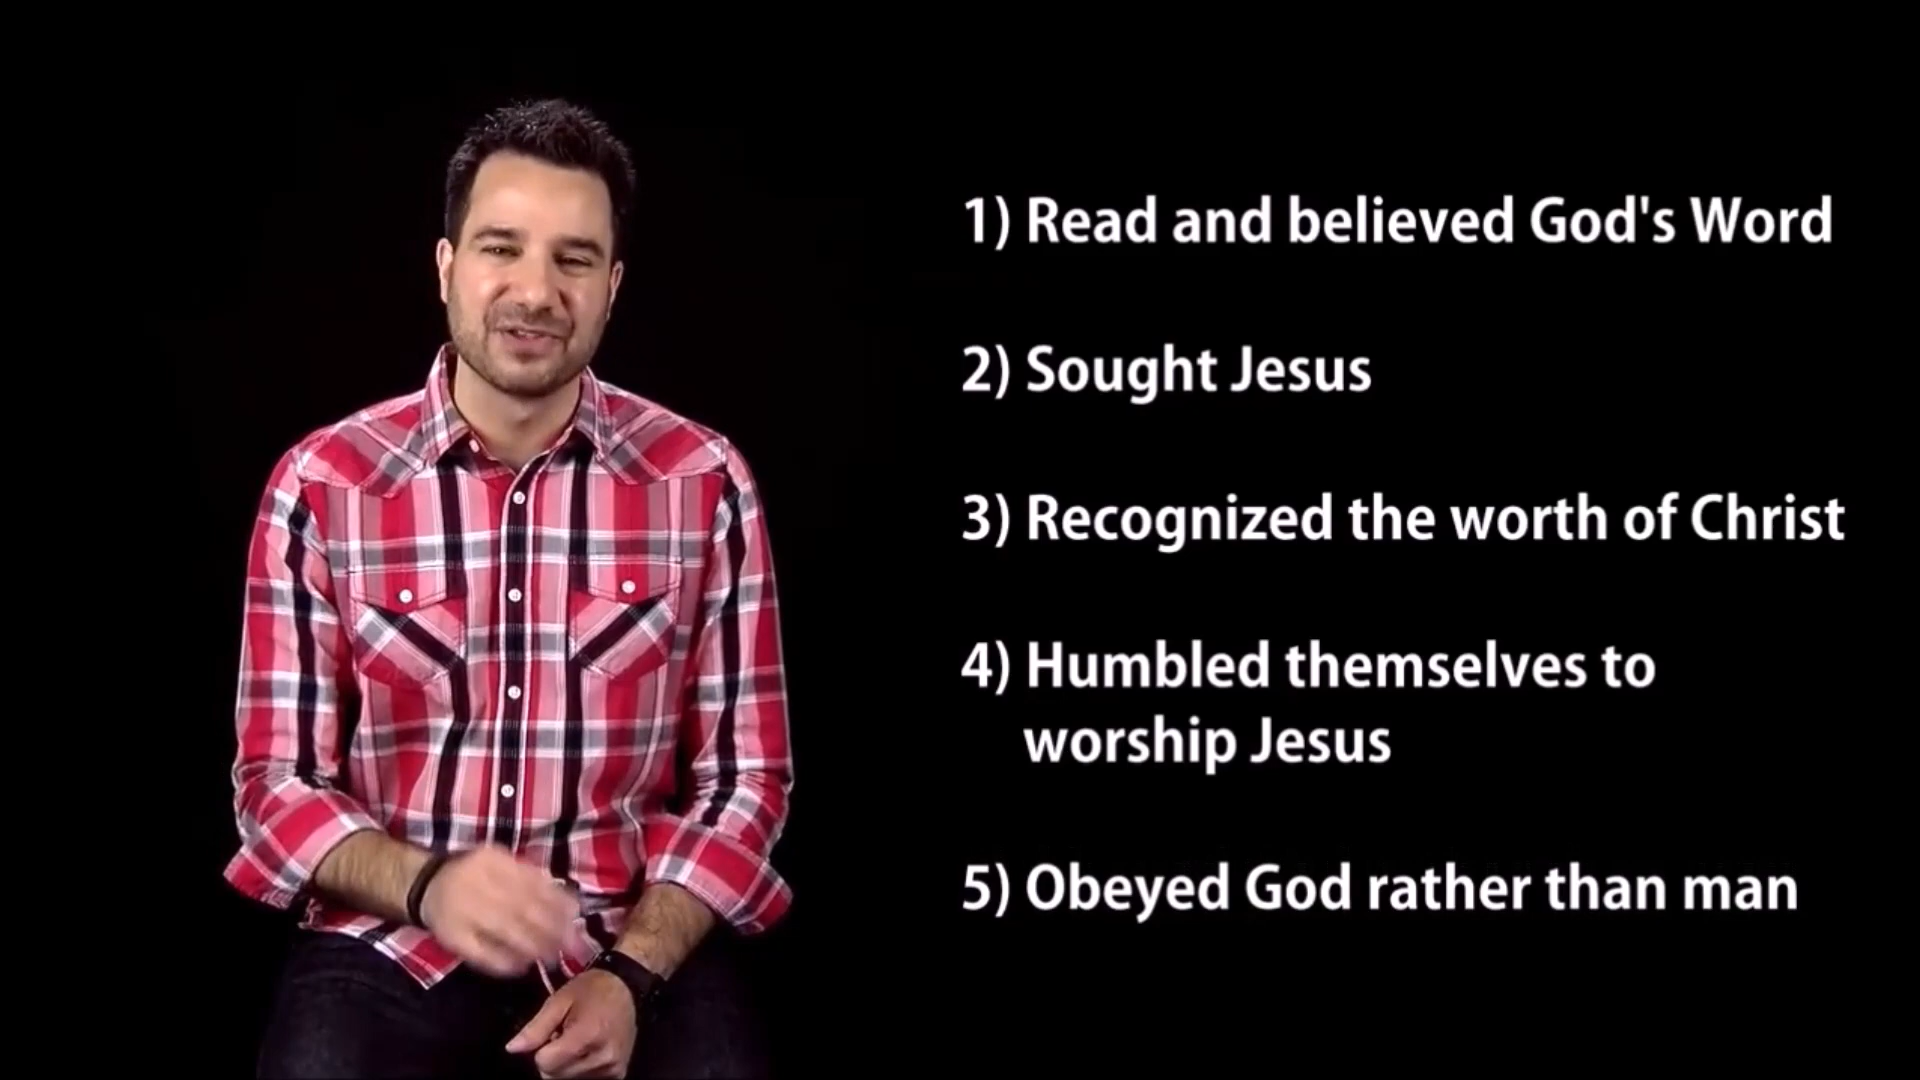 1) Read and believed God's Word
2) Sought Jesus
3) Recognized the worth of Christ
4) Humbled themselves to
worship Jesus
5) Obeyed God rather than man